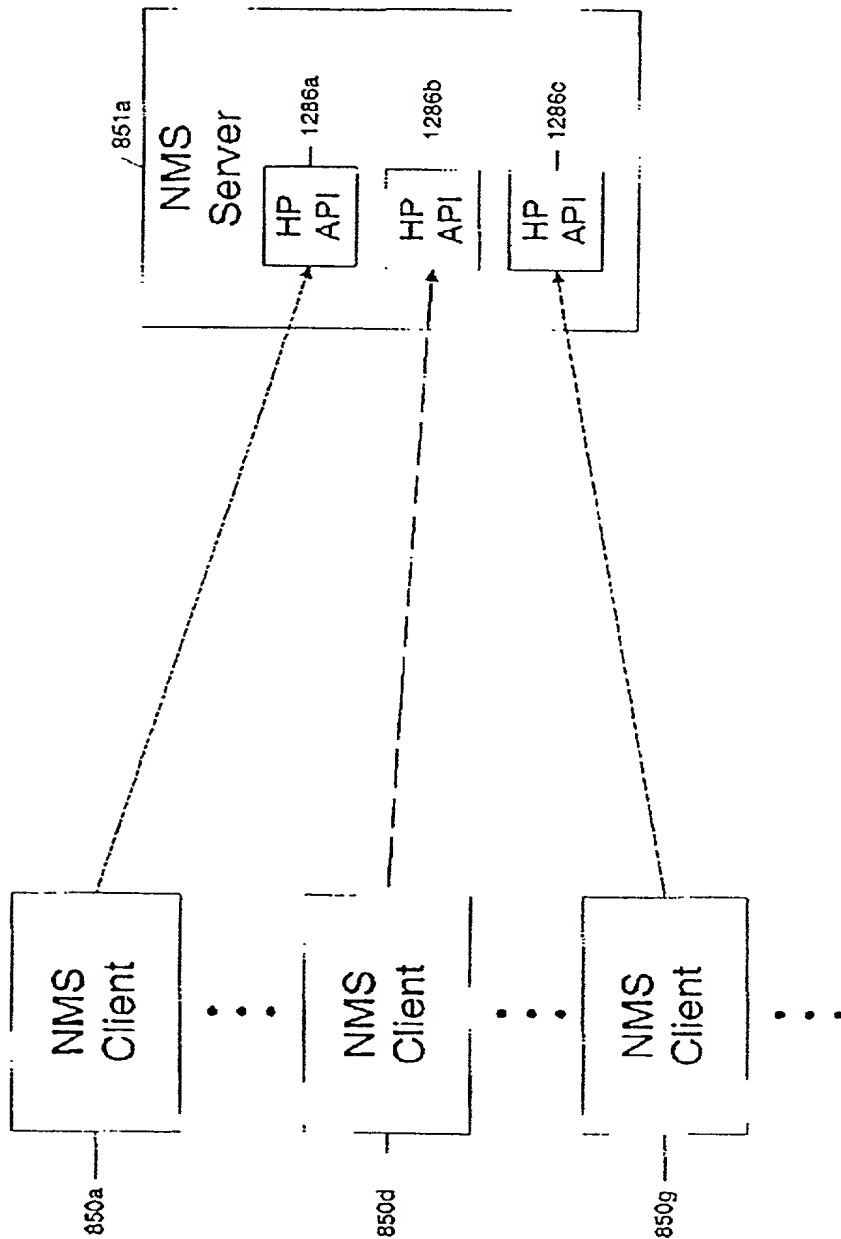 851a
NMS
Server
HP
API
1286a
HP
API
1286b
HP
API
1286c
NMS
Client
850a
NMS
Client
850d
NMS
Client
850g